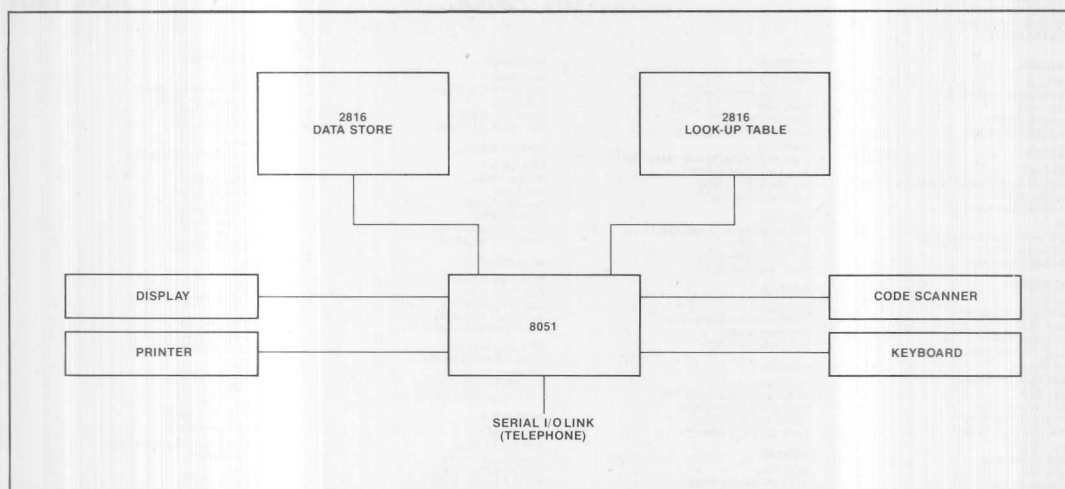 2816
DATA STORE
2816
LOOK-UP TABLE
DISPLAY
CODE SCANNER
8051
PRINTER
KEYBOARD
SERIAL I/O LINK
(TELEPHONE)